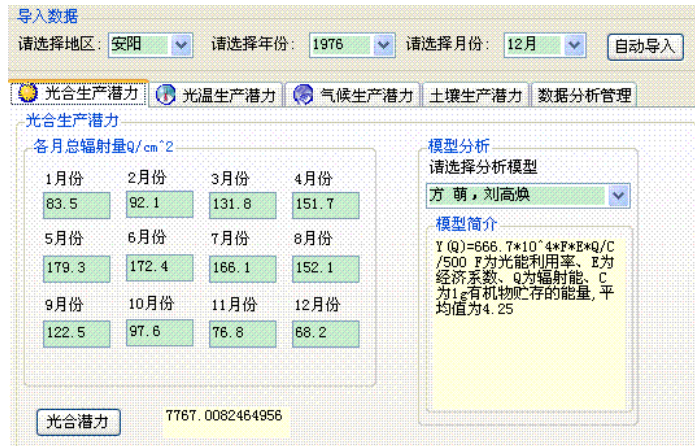 导入数据
请选择地区: 安阳 请选择年份: 1976 请选择月份: 12月 自动导入
光合生产潜力 光温生产潜力 气候生产潜力 土壤生产潜力 数据分析管理
光合生产潜力
各月总辐射量Q/cm^2
1月份 2月份 3月份 4月份
83.5 92.1 131.8 151.7
5月份 6月份 7月份 8月份
179.3 172.4 166.1 152.1
9月份 10月份 11月份 12月份
122.5 97.6 76.8 68.2
模型分析
请选择分析模型
方 萌，刘高焕
模型简介
Y(Q)=666.7*10^4*F*E*Q/C
/500 F为光能利用率、E为
经济系数、Q为辐射能、C
为1g有机物贮存的能量,平
均值为4.25
光合潜力 7767.0082464956